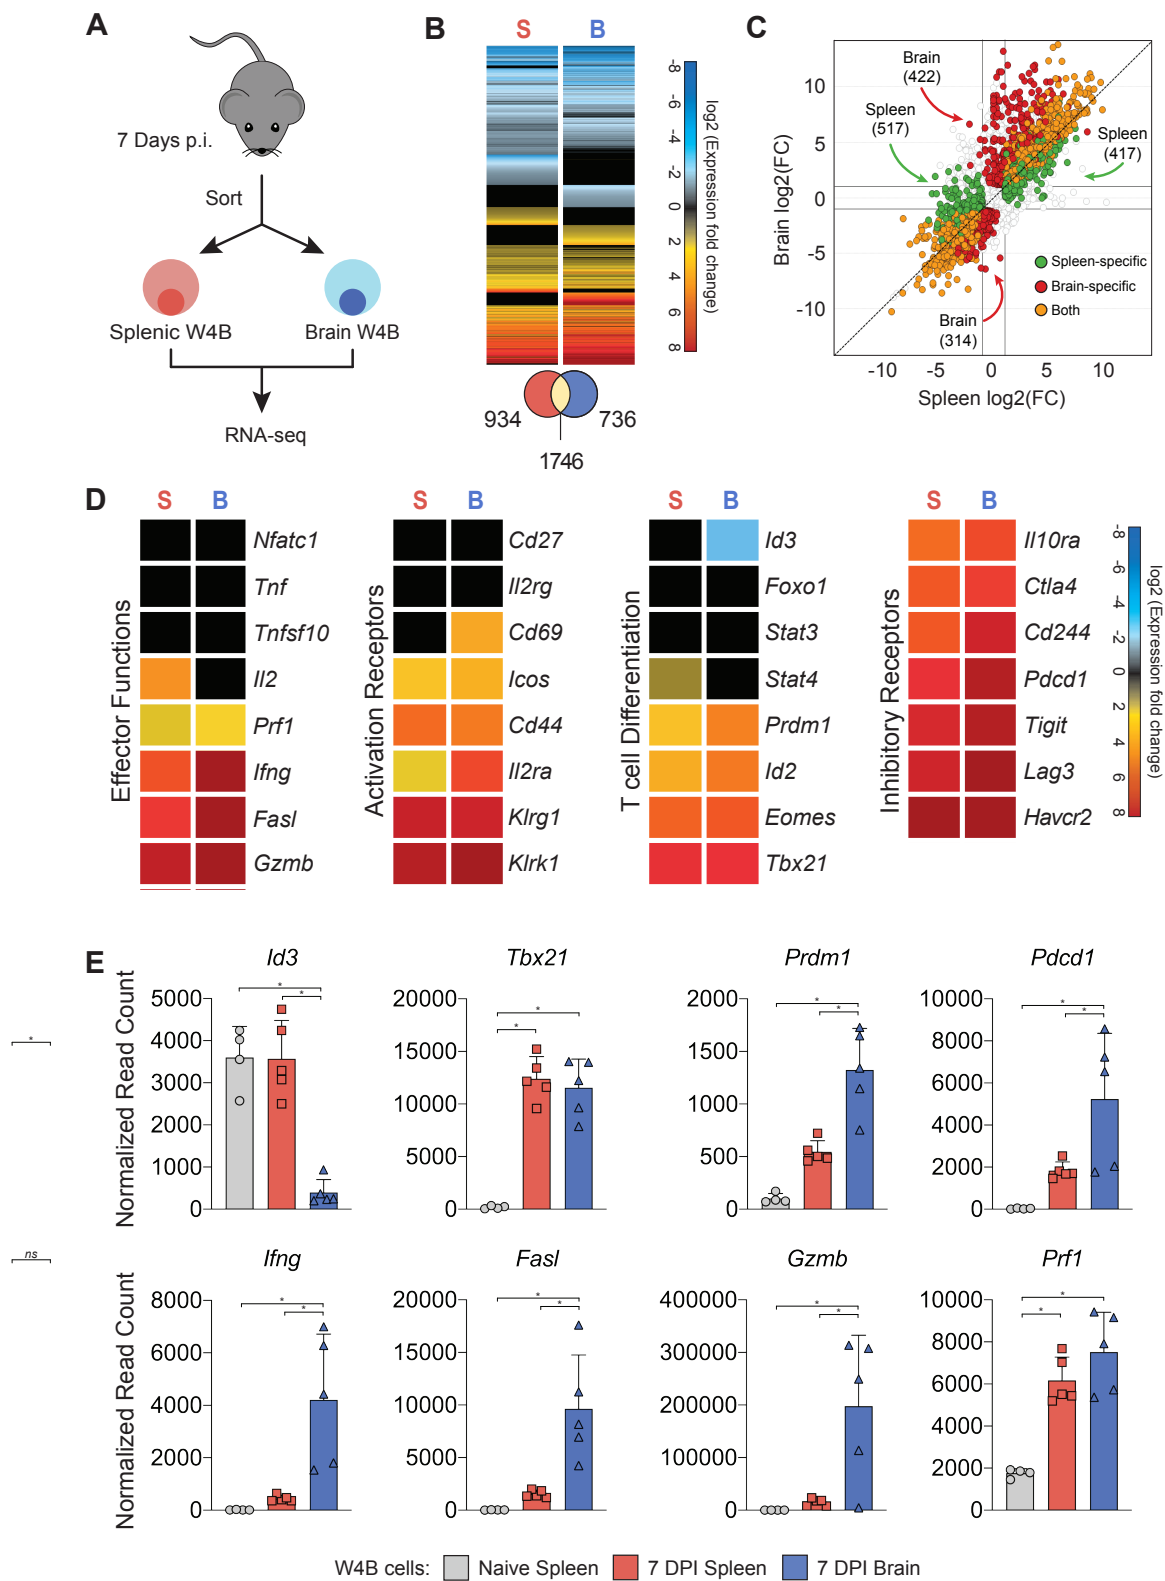 A
7 Days p.i.
Sort
Splenic W4B
Brain W4B
RNA-seq
B
S
B
-8
-6
-4
-2
0
2
4
6
8
log2 (Expression fold change)
934
736
1746
C
Brain
(422)
Spleen
(517)
Spleen
(417)
Brain
(314)
Spleen-specific
Brain-specific
Both
10
5
0
-5
-10
Brain log2(FC)
-10
-5
0
5
10
Spleen log2(FC)
D
S
B
Effector Functions
Nfatc1
Tnf
Tnfsf10
Il2
Prf1
Ifng
Fasl
Gzmb
S
B
Activation Receptors
Cd27
Il2rg
Cd69
Icos
Cd44
Il2ra
Klrg1
Klrk1
S
B
T cell Differentiation
Id3
Foxo1
Stat3
Stat4
Prdm1
Id2
Eomes
Tbx21
S
B
Inhibitory Receptors
Il10ra
Ctla4
Cd244
Pdcd1
Tigit
Lag3
Havcr2
-8
-6
-4
-2
0
2
4
6
8
log2 (Expression fold change)
*
ns
E
Normalized Read Count
Id3
5000
4000
3000
2000
1000
0
*
*
Tbx21
20000
15000
10000
5000
0
*
*
Prdm1
2000
1500
1000
500
0
*
*
Pdcd1
10000
8000
6000
4000
2000
0
*
*
Normalized Read Count
Ifng
8000
6000
4000
2000
0
*
*
Fasl
20000
15000
10000
5000
0
*
*
Gzmb
400000
300000
200000
100000
0
*
*
Prf1
10000
8000
6000
4000
2000
0
*
*
W4B cells: Naive Spleen 7 DPI Spleen 7 DPI Brain